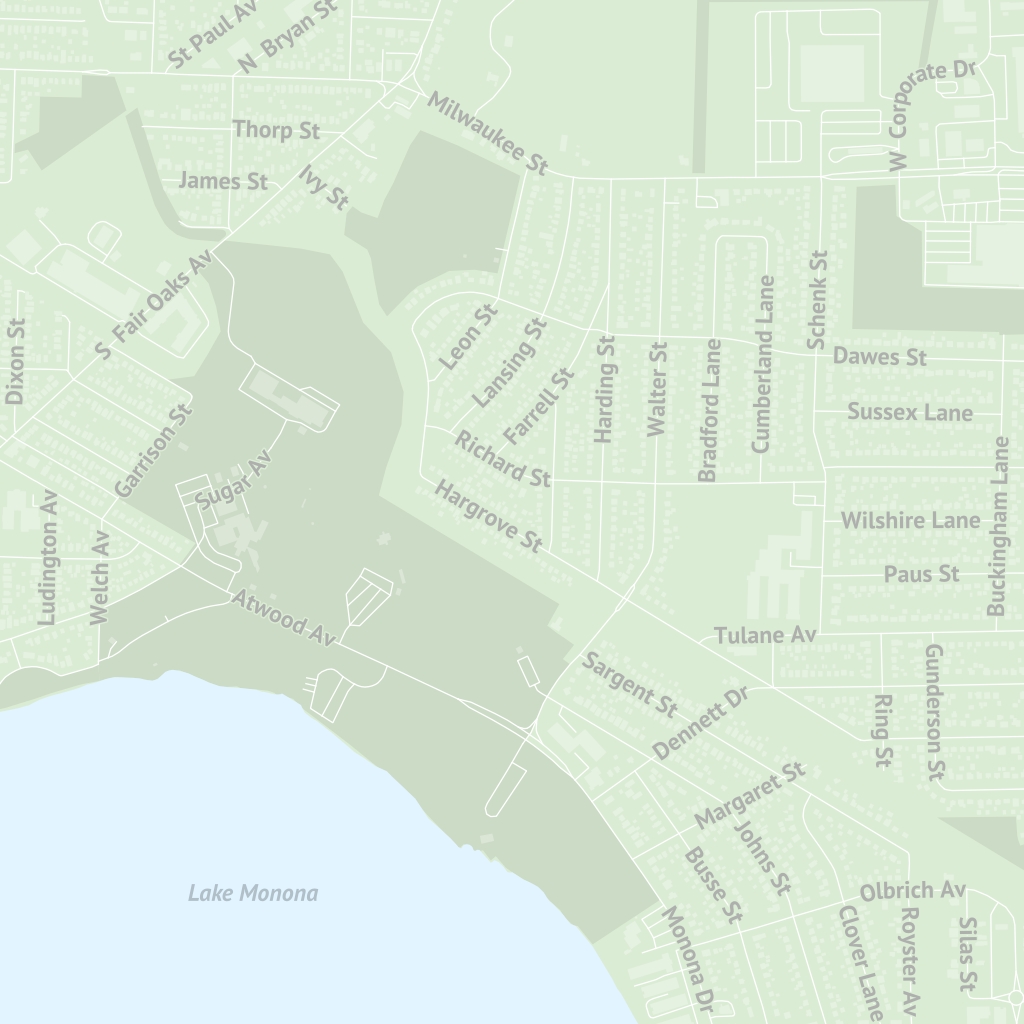 St Paul Av
N Bryan St
W Corporate Dr
Milwaukee St
Thorp St
James St
Ivy St
S Fair Oaks Av
Schenk St
Dixon St
Leon St
Lansing St
Farrell St
Harding St
Walter St
Bradford Lane
Cumberland Lane
Dawes St
Sussex Lane
Garrison St
Sugar Av
Richard St
Hargrove St
Wilshire Lane
Buckingham Lane
Ludington Av
Welch Av
Paus St
Atwood Av
Tulane Av
Sargent St
Dennett Dr
Ring St
Gunderson St
Margaret St
Johns St
Busse St
Lake Monona
Olbrich Av
Monona Dr
Clover Lane
Royster Av
Silas St